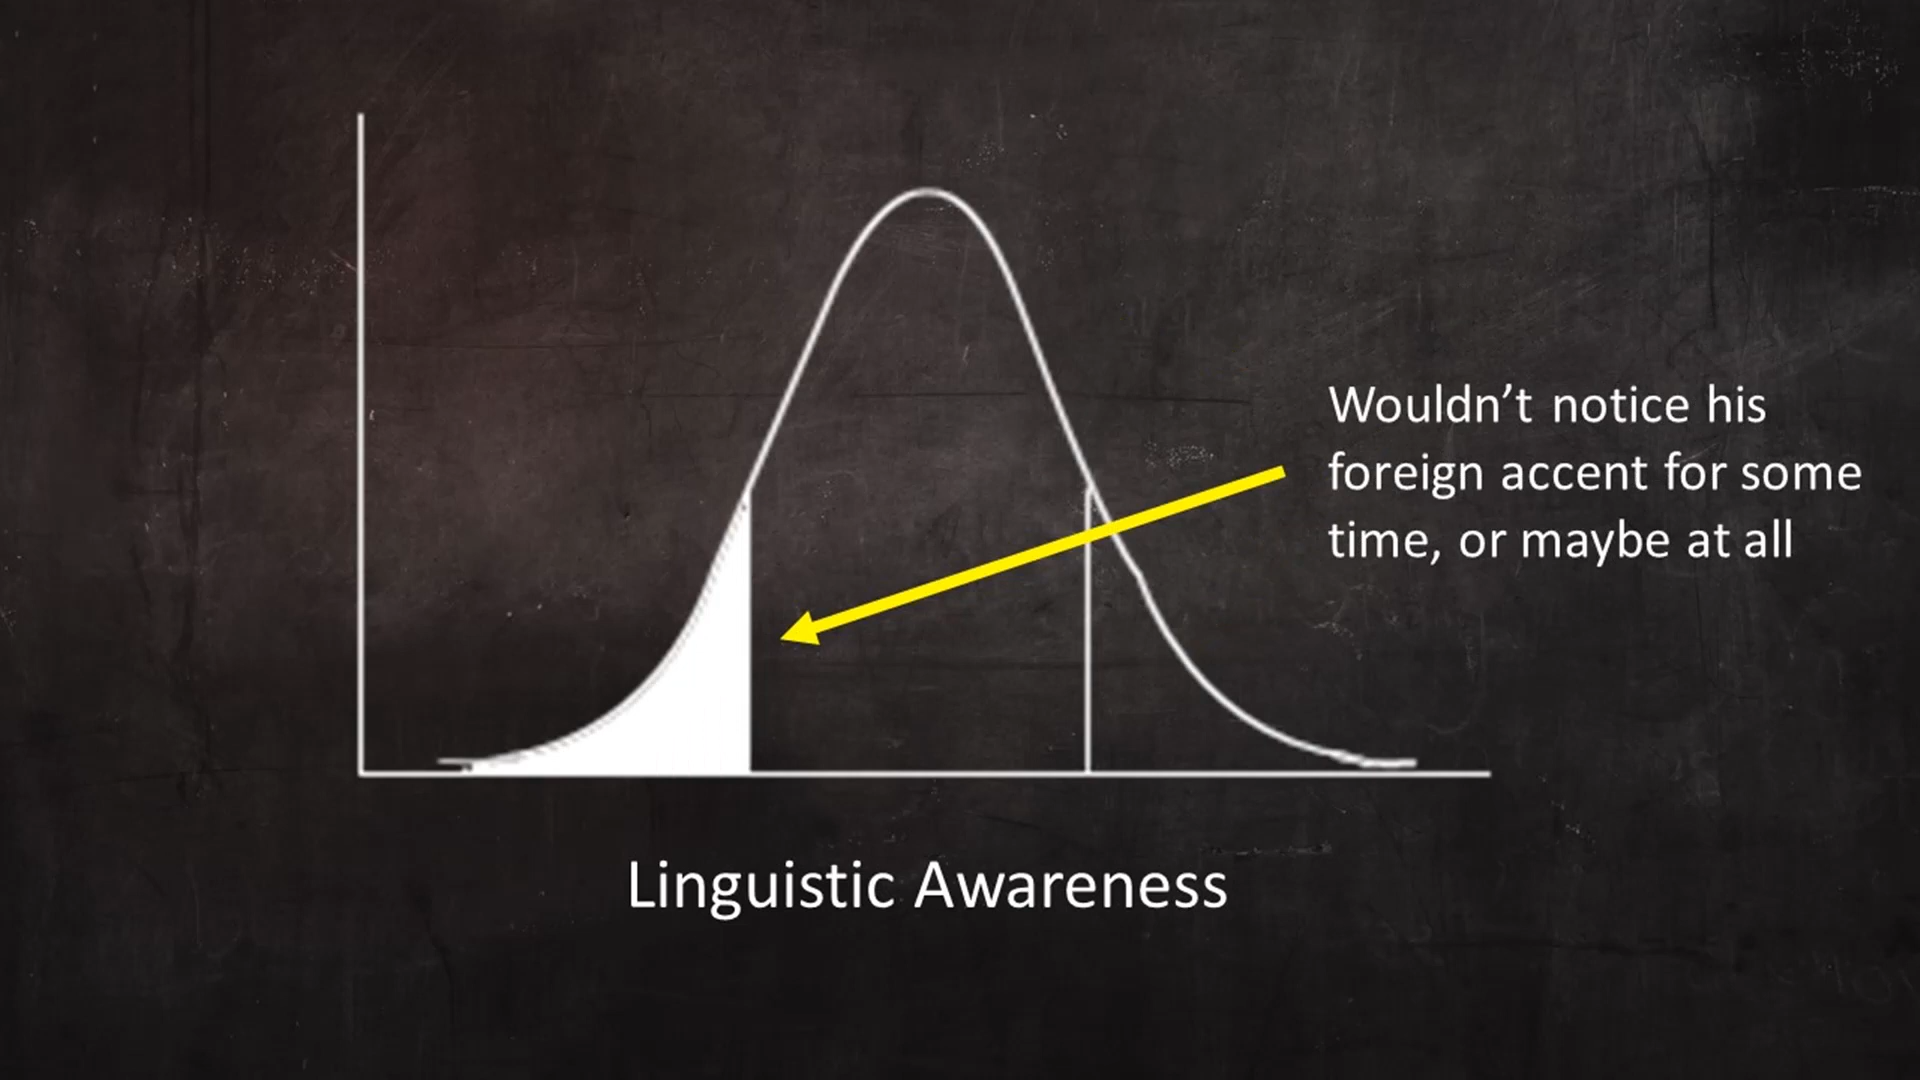 Wouldn’t notice his
foreign accent for some
time, or maybe at all
Linguistic Awareness